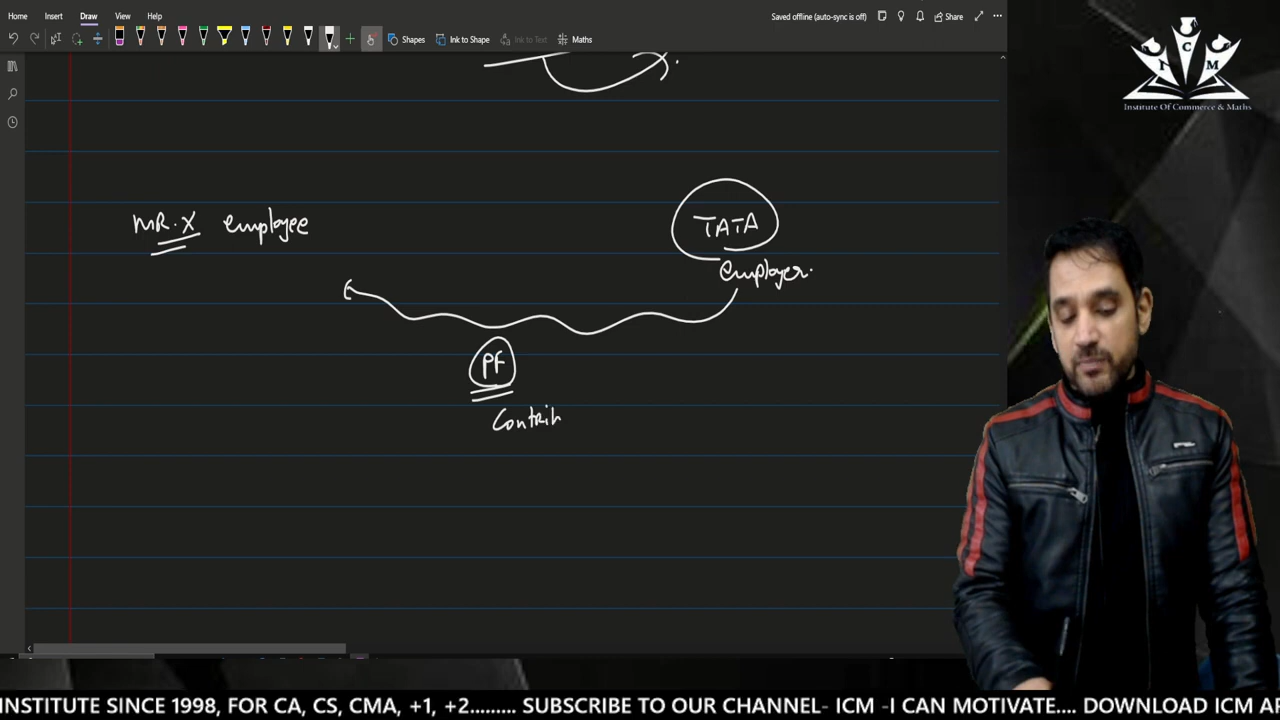 Home Insert Draw View Help
Saved offline (auto-sync is off) Share
Shapes Ink to Shape Ink to Text Maths
I C M
Institute Of Commerce & Maths
MR. X employee
TATA
employer.
PF
Contrih
INSTITUTE SINCE 1998, FOR CA, CS, CMA, +1, +2......... SUBSCRIBE TO OUR CHANNEL- ICM -I CAN MOTIVATE.... DOWNLOAD ICM AP